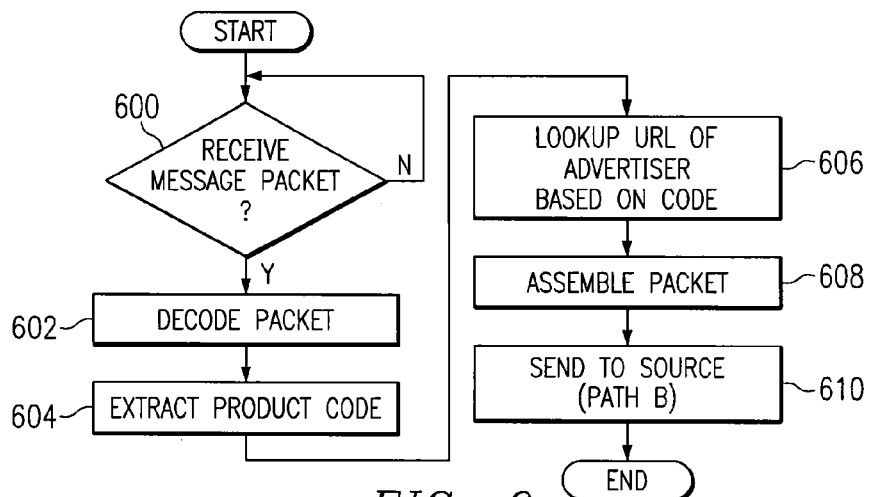 START
600
RECEIVE
MESSAGE PACKET
?
N
Y
602
DECODE PACKET
604
EXTRACT PRODUCT CODE
LOOKUP URL OF
ADVERTISER
BASED ON CODE
606
ASSEMBLE PACKET
608
SEND TO SOURCE
(PATH B)
610
END
FIG.